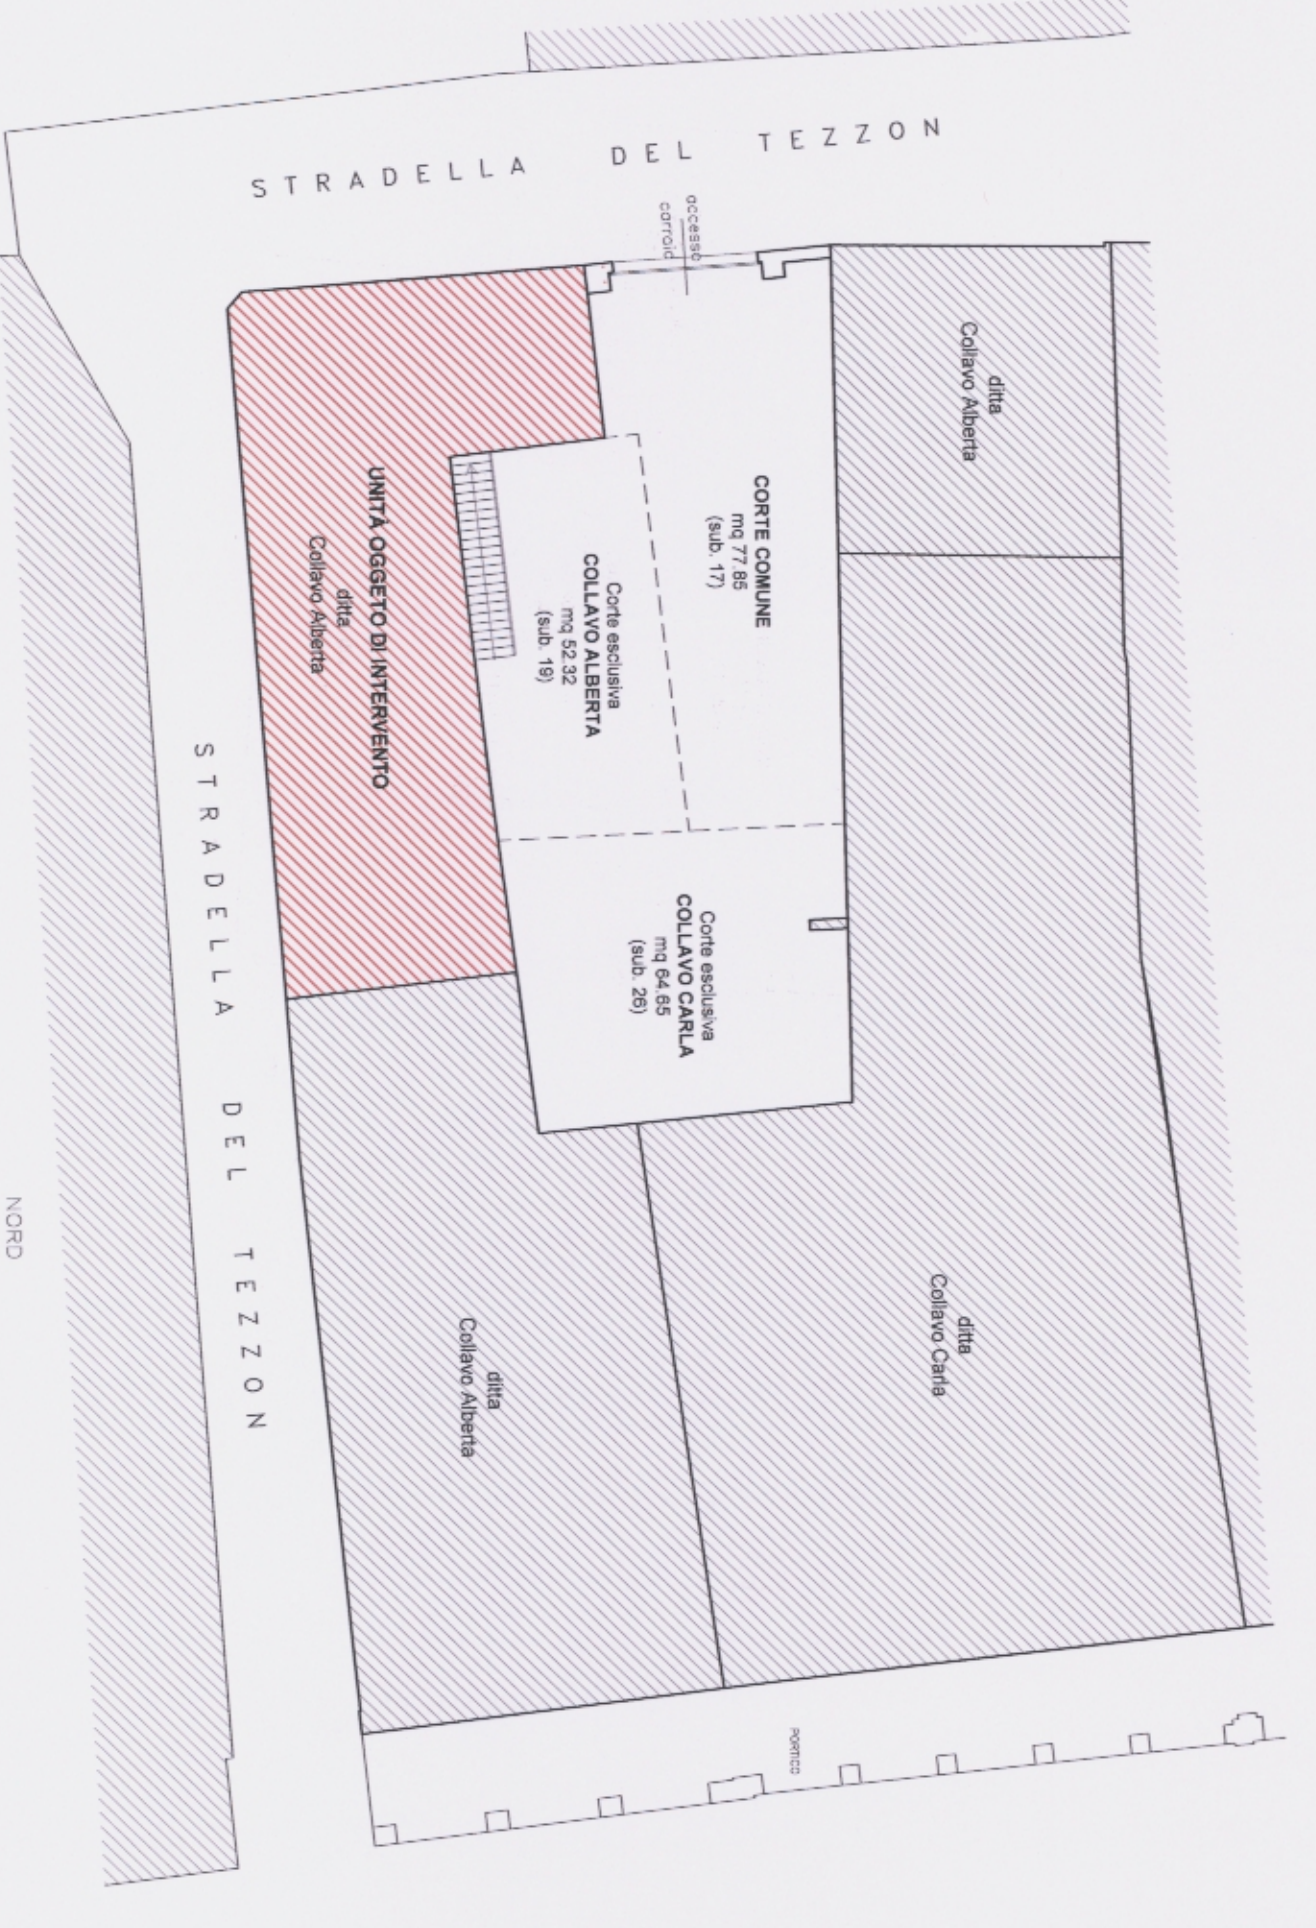 STRADELLA DEL TEZZON
accesso
carraio
ditta
Collavo Alberta
CORTE COMUNE
mq 77.85
(sub. 17)
Corte esclusiva
COLLAVO ALBERTA
mq 52.32
(sub. 19)
UNITÀ OGGETO DI INTERVENTO
ditta
Collavo Alberta
Corte esclusiva
COLLAVO CARLA
mq 64.65
(sub. 26)
STRADELLA DEL TEZZON
NORD
ditta
Collavo Carla
ditta
Collavo Alberta
PORTICO